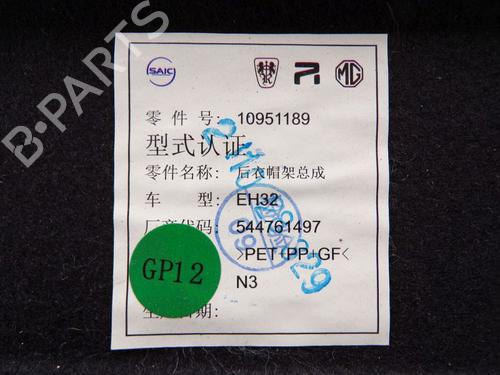 B-PARTS
SAIC
MG
零 件 号: 10951189
型式认证
零件名称: 后衣帽架总成
车 型: EH32
厂商代码: 544761497
>PET+PP+GF<
N3
GP12
09